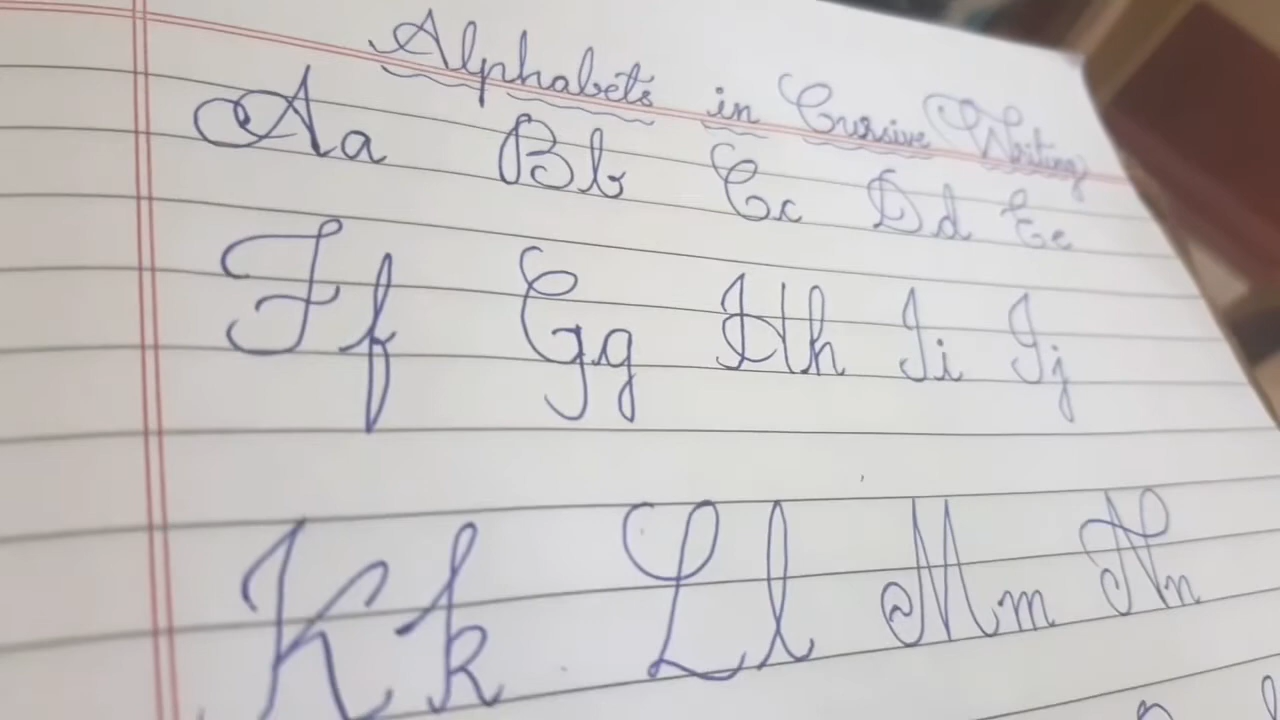 Alphabets in Cursive Writing
Aa Bb Cc Dd Ee
Ff Gg Hh Ii Jj
Kk Ll Mm Nn